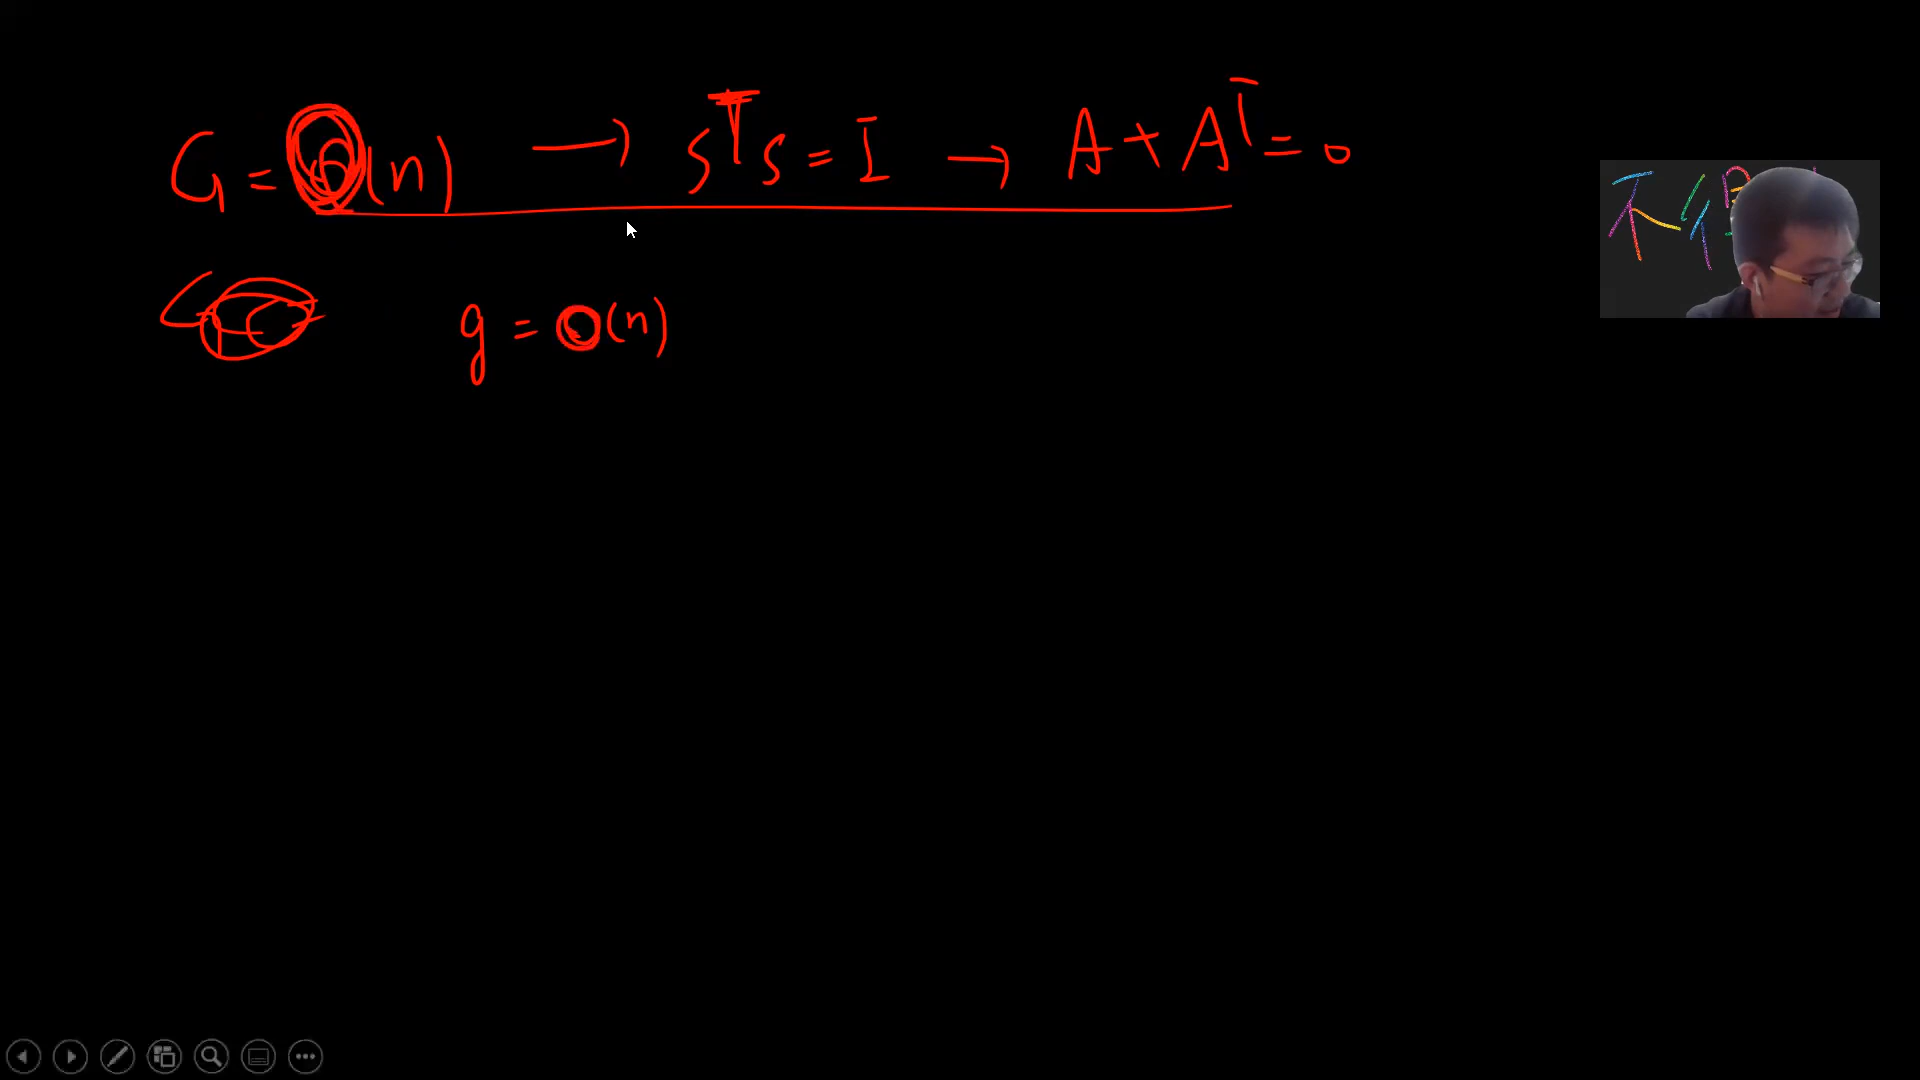 G = O(n) → SᵀS = I → A + Aᵀ = 0
g = o(n)